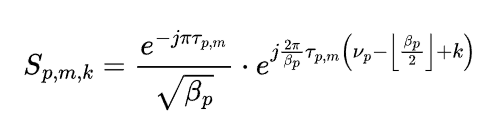 $S_{p,m,k} = \frac{e^{-j\pi\tau_{p,m}}}{\sqrt{\beta_p}} \cdot e^{j\frac{2\pi}{\beta_p}\tau_{p,m}\left(\nu_p - \left\lfloor\frac{\beta_p}{2}\right\rfloor + k\right)}$